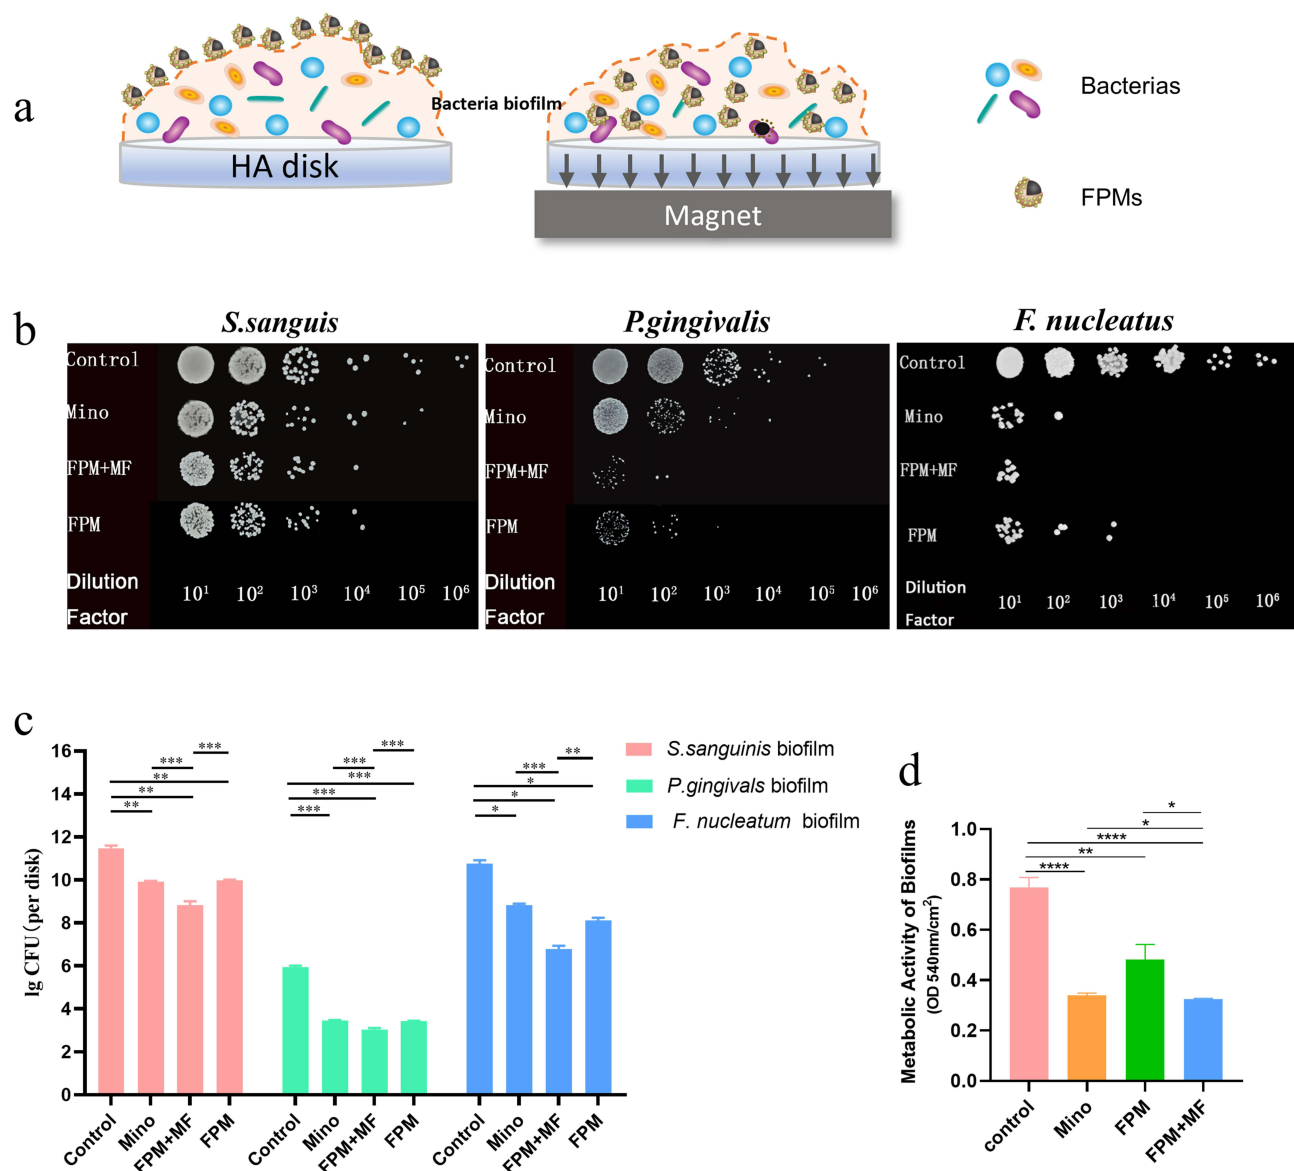 a
Bacteria biofilm
HA disk
Magnet
Bacterias
FPMs
b
S.sanguis
Control
Mino
FPM+MF
FPM
Dilution
Factor
10¹ 10² 10³ 10⁴ 10⁵ 10⁶
P.gingivalis
Control
Mino
FPM+MF
FPM
Dilution
Factor
10¹ 10² 10³ 10⁴ 10⁵ 10⁶
F. nucleatus
Control
Mino
FPM+MF
FPM
Dilution
Factor
10¹ 10² 10³ 10⁴ 10⁵ 10⁶
c
lg CFU(per disk)
16
14
12
10
8
6
4
2
0
*** 
***
**
**
**
***
***
***
***
***
**
***
*
*
*
Control Mino FPM+MF FPM
Control Mino FPM+MF FPM
Control Mino FPM+MF FPM
S.sanguinis biofilm
P.gingivals biofilm
F. nucleatum biofilm
d
Metabolic Activity of Biofilms
(OD 540nm/cm²)
1.0
0.8
0.6
0.4
0.2
0.0
*
*
****
**
****
control Mino FPM FPM+MF